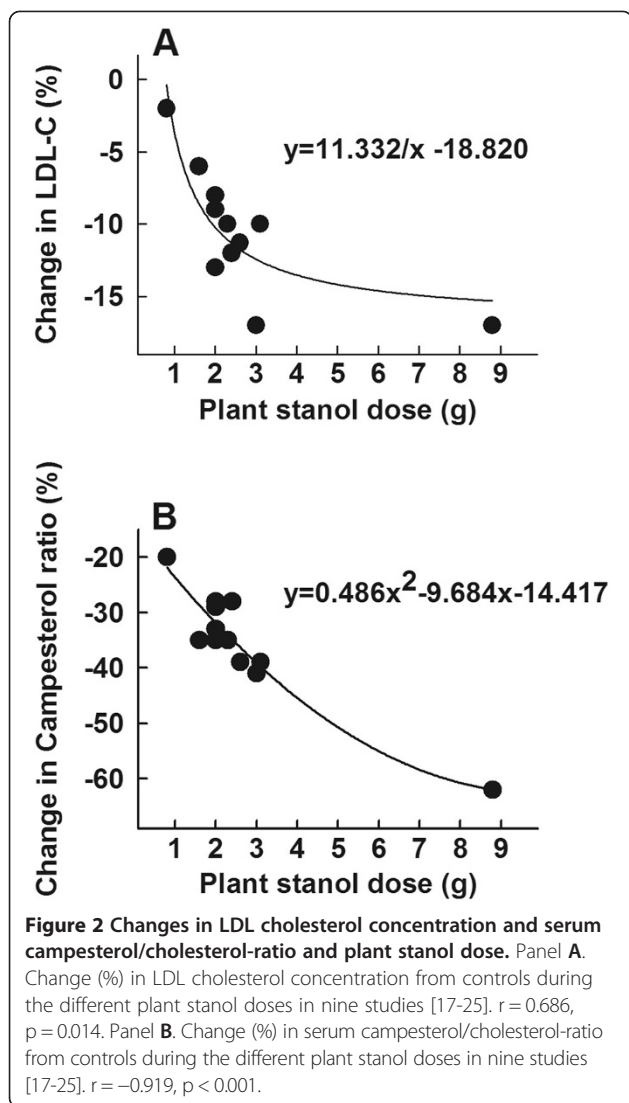 A
Change in LDL-C (%)
0
-5
-10
-15
y=11.332/x -18.820
1 2 3 4 5 6 7 8 9
Plant stanol dose (g)
B
Change in Campesterol ratio (%)
-20
-30
-40
-50
-60
y=0.486x²-9.684x-14.417
1 2 3 4 5 6 7 8 9
Plant stanol dose (g)
Figure 2 Changes in LDL cholesterol concentration and serum
campesterol/cholesterol-ratio and plant stanol dose. Panel A.
Change (%) in LDL cholesterol concentration from controls during
the different plant stanol doses in nine studies [17-25]. r = 0.686,
p = 0.014. Panel B. Change (%) in serum campesterol/cholesterol-ratio
from controls during the different plant stanol doses in nine studies
[17-25]. r = −0.919, p < 0.001.